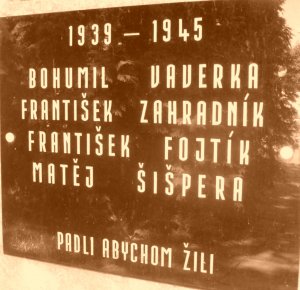 1939 – 1945
BOHUMIL VAVERKA
FRANTIŠEK ZAHRADNÍK
FRANTIŠEK FOJTÍK
MATĚJ ŠIŠPERA
PADLI ABYCHOM ŽILI